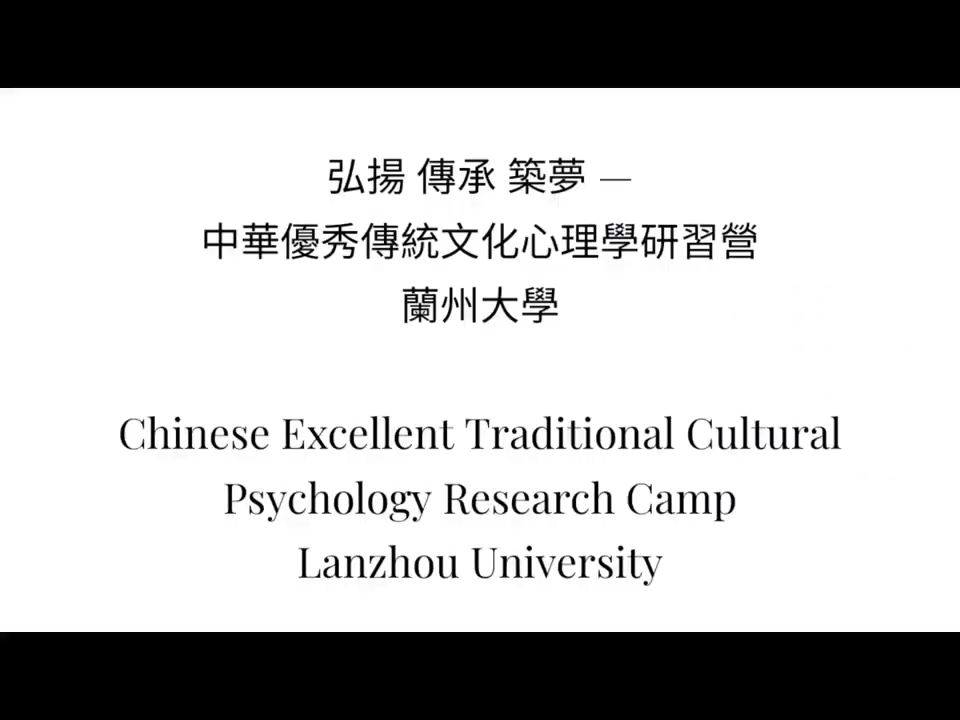 弘揚 傳承 築夢 —
中華優秀傳統文化心理學研習營
蘭州大學
Chinese Excellent Traditional Cultural
Psychology Research Camp
Lanzhou University